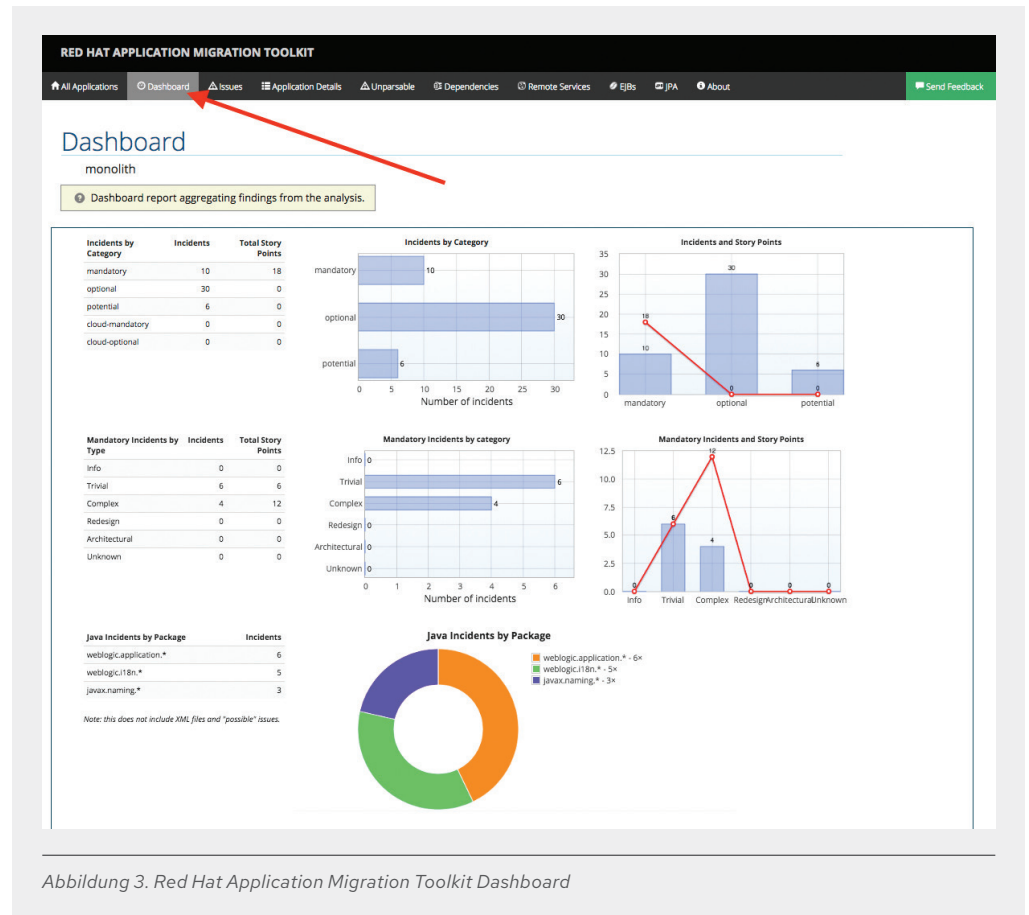 RED HAT APPLICATION MIGRATION TOOLKIT
All Applications Dashboard Issues Application Details Unparsable Dependencies Remote Services EJBs JPA About Send Feedback
Dashboard
monolith
Dashboard report aggregating findings from the analysis.
Incidents by Category Incidents Total Story Points
mandatory 10 18
optional 30 0
potential 6 0
cloud-mandatory 0 0
cloud-optional 0 0
Incidents by Category
mandatory 10
optional 30
potential 6
0 5 10 15 20 25 30
Number of incidents
Incidents and Story Points
35
30
25
20
15
10
5
0
30
18
10
6
0 0
mandatory optional potential
Mandatory Incidents by Type Incidents Total Story Points
Info 0 0
Trivial 6 6
Complex 4 12
Redesign 0 0
Architectural 0 0
Unknown 0 0
Mandatory Incidents by category
Info 0
Trivial 6
Complex 4
Redesign 0
Architectural 0
Unknown 0
0 1 2 3 4 5 6
Number of incidents
Mandatory Incidents and Story Points
12.5
10.0
7.5
5.0
2.5
0.0
12
6
4
0 0 0 0
Info Trivial Complex Redesign Architectural Unknown
Java Incidents by Package Incidents
weblogic.application.* 6
weblogic.i18n.* 5
javax.naming.* 3
Note: this does not include XML files and "possible" issues.
Java Incidents by Package
weblogic.application.* - 6×
weblogic.i18n.* - 5×
javax.naming.* - 3×
Abbildung 3. Red Hat Application Migration Toolkit Dashboard